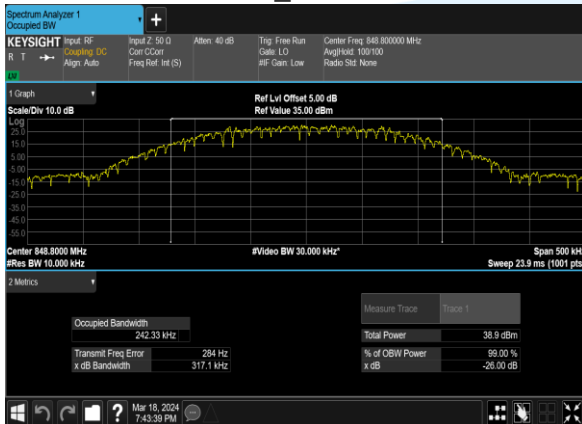 Spectrum Analyzer 1
Occupied BW
KEYSIGHT
R T
Input: RF
Coupling: DC
Align: Auto
Input Z: 50 Ω
Corr CCorr
Freq Ref: Int (S)
Atten: 40 dB
Trig: Free Run
Gate: LO
#IF Gain: Low
Center Freq: 848.800000 MHz
Avg|Hold: 100/100
Radio Std: None
1 Graph
Scale/Div 10.0 dB
Ref Lvl Offset 5.00 dB
Ref Value 35.00 dBm
Log
25.0
15.0
5.00
-5.00
-15.0
-25.0
-35.0
-45.0
-55.0
Center 848.8000 MHz
#Res BW 10.000 kHz
#Video BW 30.000 kHz*
Span 500 kH
Sweep 23.9 ms (1001 pts
2 Metrics
Measure Trace Trace 1
Occupied Bandwidth
242.33 kHz
Total Power 38.9 dBm
Transmit Freq Error 284 Hz
% of OBW Power 99.00 %
x dB Bandwidth 317.1 kHz
x dB -26.00 dB
?
Mar 18, 2024
7:43:39 PM